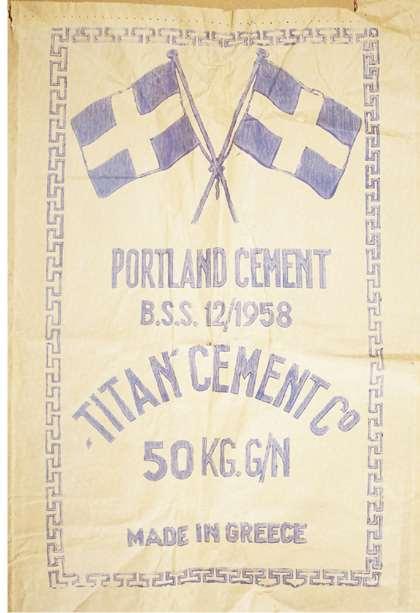 PORTLAND CEMENT
B.S.S. 12/1958
"TITAN" CEMENT Co
50 KG. G/N
MADE IN GREECE